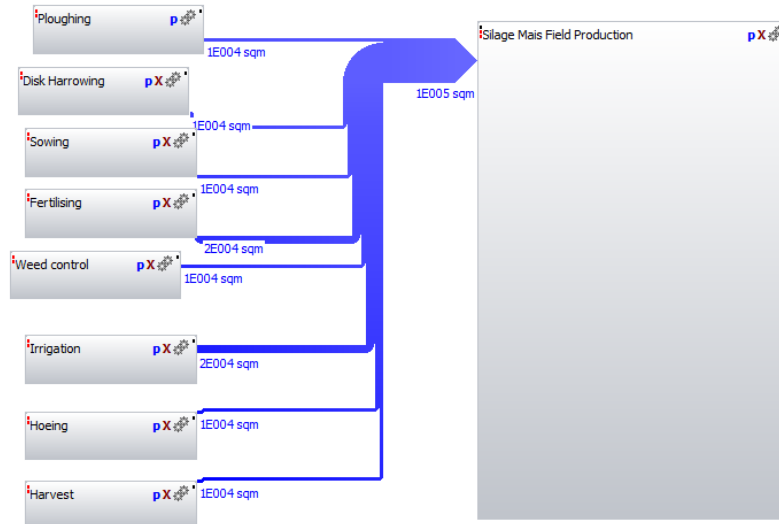 Ploughing p
1E004 sqm
Silage Mais Field Production p X
1E005 sqm
Disk Harrowing p X
1E004 sqm
Sowing p X
1E004 sqm
Fertilising p X
2E004 sqm
Weed control p X
1E004 sqm
Irrigation p X
2E004 sqm
Hoeing p X
1E004 sqm
Harvest p X
1E004 sqm